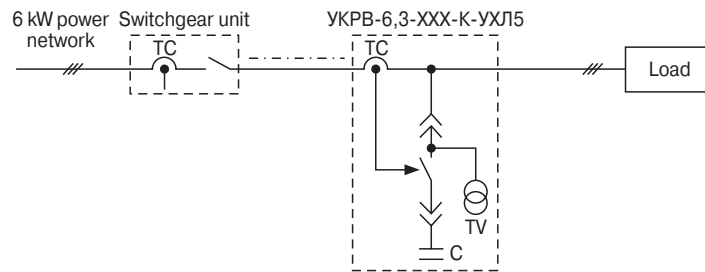 6 kW power network
Switchgear unit
УКРВ-6,3-ХХХ-К-УХЛ5
TC
TC
Load
TV
C